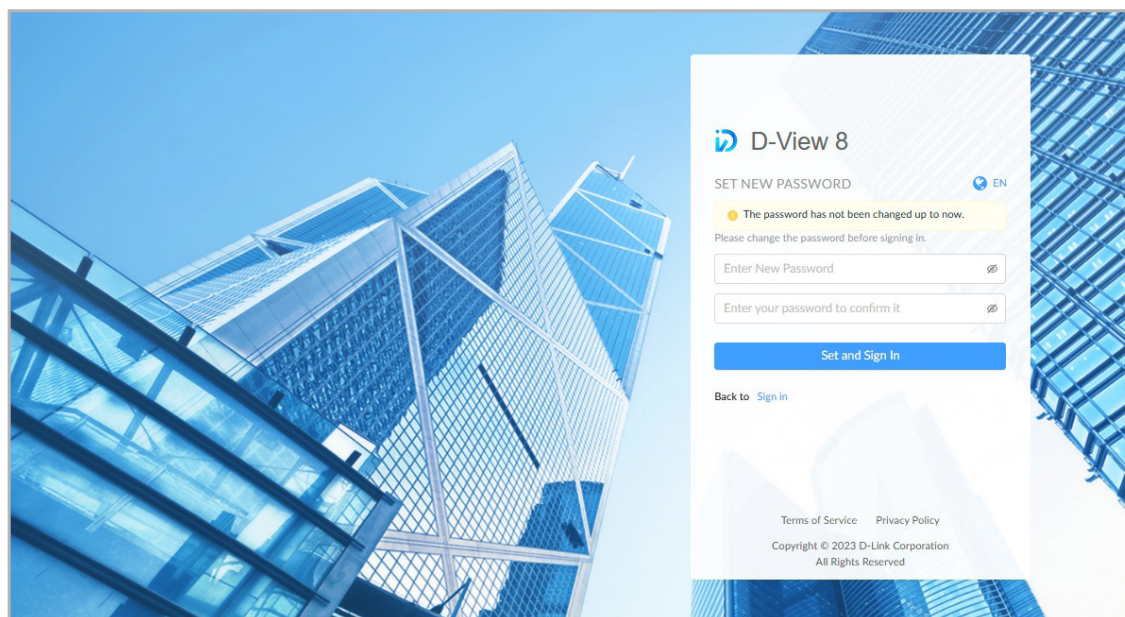 D-View 8
SET NEW PASSWORD
EN
The password has not been changed up to now.
Please change the password before signing in.
Enter New Password
Enter your password to confirm it
Set and Sign In
Back to Sign in
Terms of Service Privacy Policy
Copyright © 2023 D-Link Corporation
All Rights Reserved